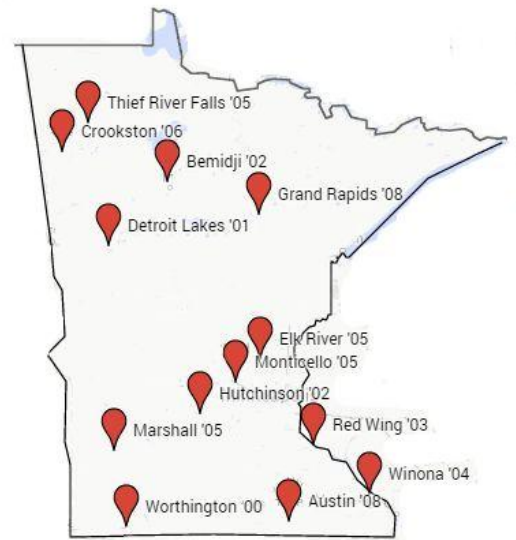 Thief River Falls '05
Crookston '06
Bemidji '02
Grand Rapids '08
Detroit Lakes '01
Elk River '05
Monticello '05
Hutchinson '02
Red Wing '03
Marshall '05
Winona '04
Worthington '00
Austin '08